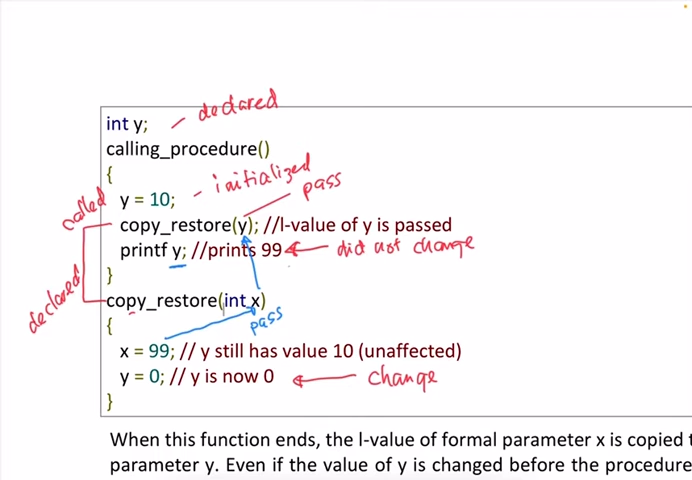 int y; declared
calling_procedure()
{
y = 10; initialized
called pass
copy_restore(y); //l-value of y is passed
printf y; //prints 99 did not change
}
declared
copy_restore(int x)
{ pass
x = 99; // y still has value 10 (unaffected)
y = 0; // y is now 0 change
}
When this function ends, the l-value of formal parameter x is copied t
parameter y. Even if the value of y is changed before the procedure